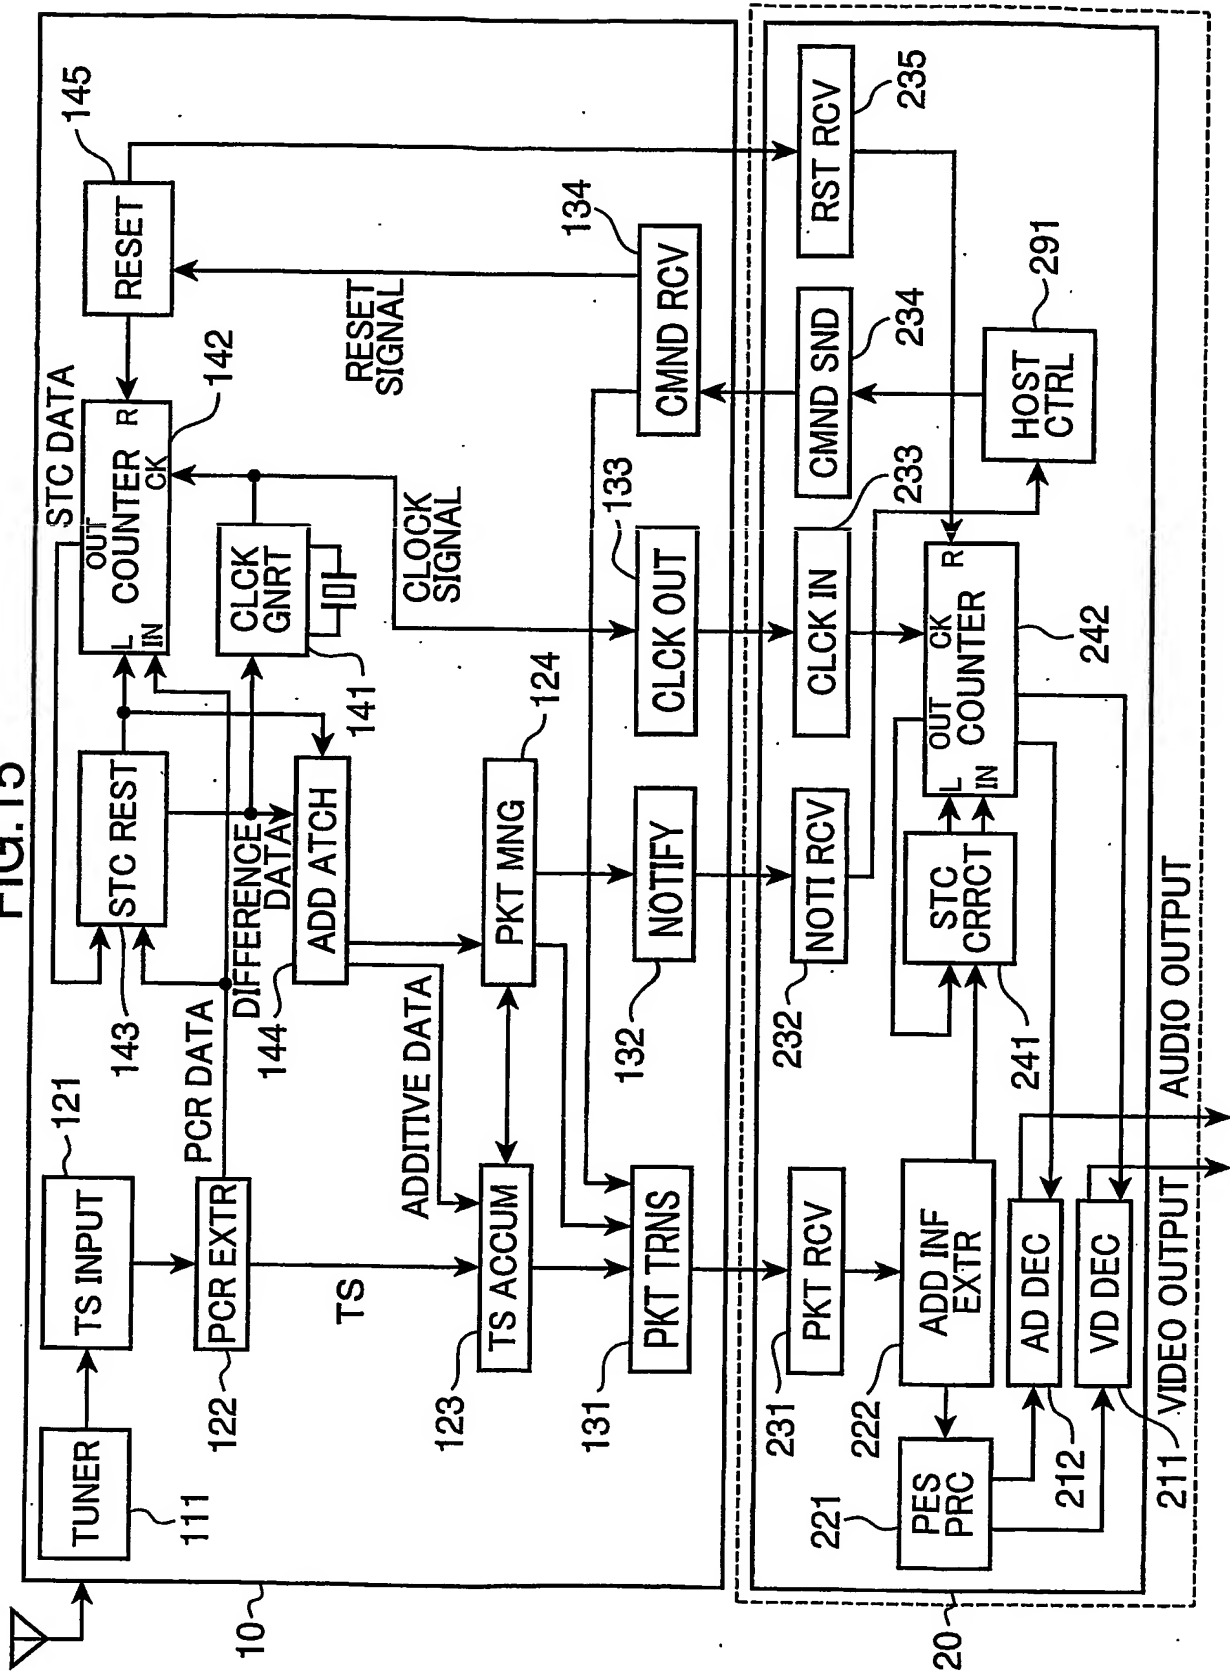 FIG.15
TUNER
111
TS INPUT
121
PCR EXTR
122
PCR DATA
TS
STC REST
143
STC DATA
OUT
COUNTER
L
IN
R
CK
142
RESET
145
CLCK
GNRT
141
DIFFERENCE
DATA
ADD ATCH
144
ADDITIVE DATA
CLOCK
SIGNAL
RESET
SIGNAL
TS ACCUM
123
PKT MNG
124
PKT TRNS
131
NOTIFY
132
CLCK OUT
133
CMND RCV
134
10
PKT RCV
231
NOTI RCV
232
CLCK IN
233
CMND SND
234
RST RCV
235
ADD INF
EXTR
222
STC
CRRCT
241
OUT
COUNTER
L
IN
CK
R
242
HOST
CTRL
291
PES
PRC
221
AD DEC
212
VD DEC
211
20
VIDEO OUTPUT
AUDIO OUTPUT